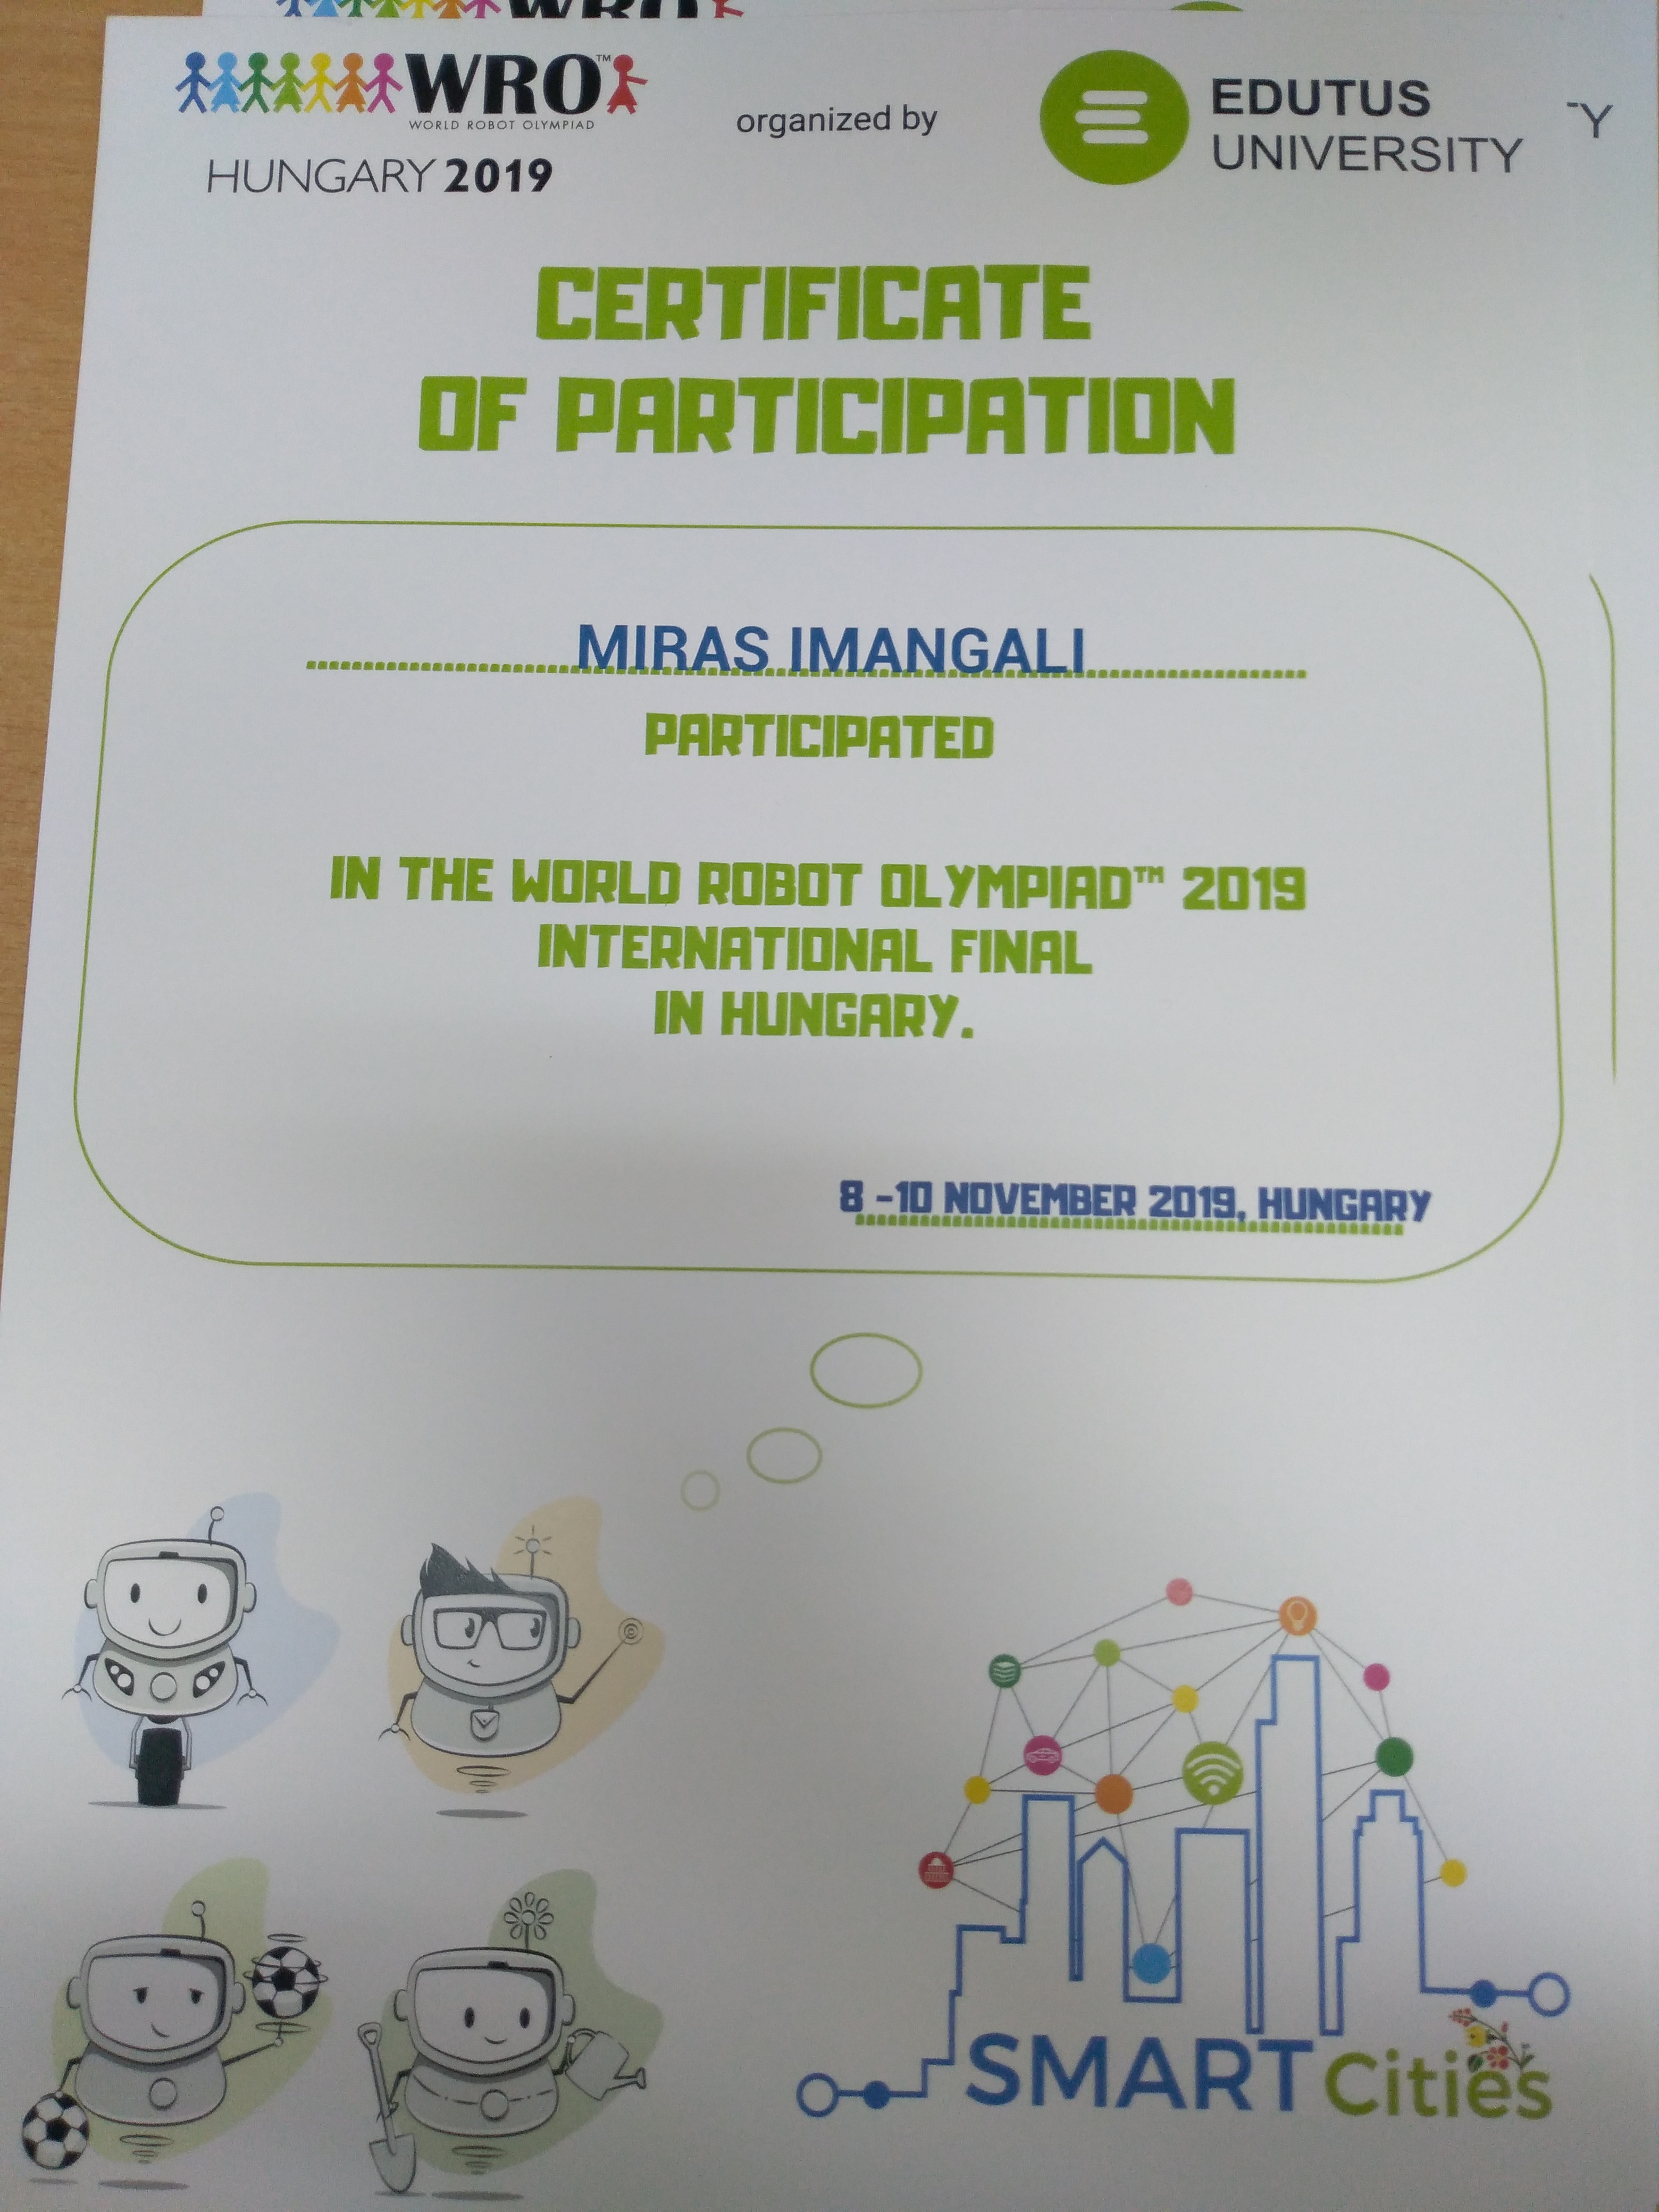 WRO™
WORLD ROBOT OLYMPIAD
HUNGARY 2019
organized by
EDUTUS
UNIVERSITY
Y
CERTIFICATE
OF PARTICIPATION
MIRAS IMANGALI
PARTICIPATED
IN THE WORLD ROBOT OLYMPIAD™ 2019
INTERNATIONAL FINAL
IN HUNGARY.
8 -10 NOVEMBER 2019, HUNGARY
SMART Cities